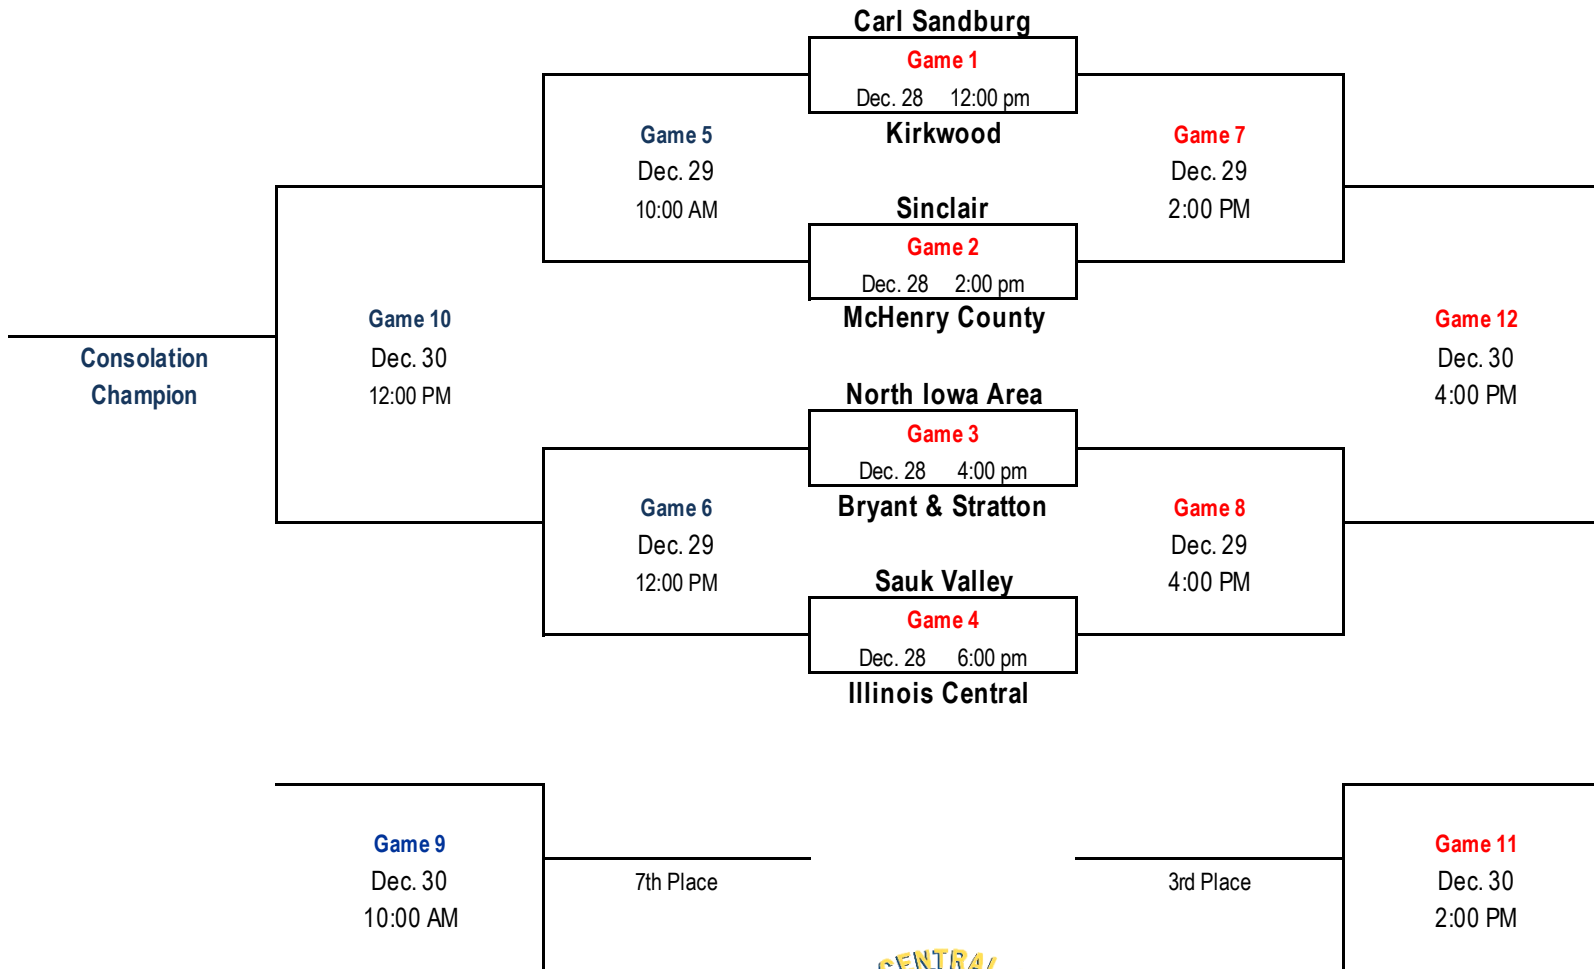 Carl Sandburg
Game 1
Dec. 28 12:00 pm
Kirkwood
Game 5
Dec. 29
10:00 AM
Game 7
Dec. 29
2:00 PM
Sinclair
Game 2
Dec. 28 2:00 pm
McHenry County
Game 10
Dec. 30
12:00 PM
Consolation
Champion
Game 12
Dec. 30
4:00 PM
North Iowa Area
Game 3
Dec. 28 4:00 pm
Bryant & Stratton
Game 6
Dec. 29
12:00 PM
Game 8
Dec. 29
4:00 PM
Sauk Valley
Game 4
Dec. 28 6:00 pm
Illinois Central
Game 9
Dec. 30
10:00 AM
7th Place
3rd Place
Game 11
Dec. 30
2:00 PM
CENTRAL